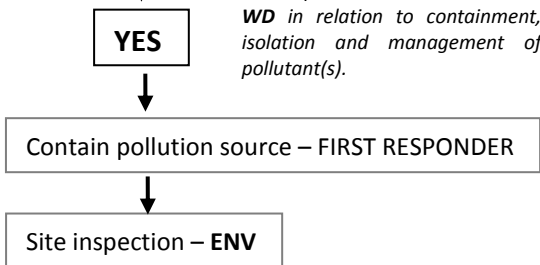 WD in relation to containment,
isolation and management of
pollutant(s).
YES
Contain pollution source – FIRST RESPONDER
Site inspection – ENV